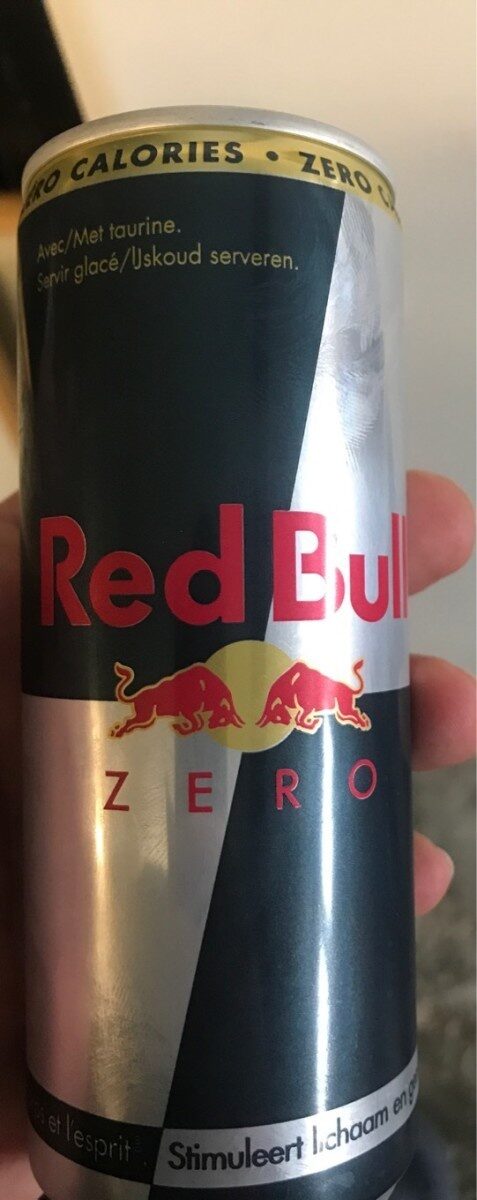 CALORIES • ZERO
Avec/Met taurine.
Servir glacé/IJskoud serveren.
Red Bull
ZERO
et l'esprit
Stimuleert lichaam en